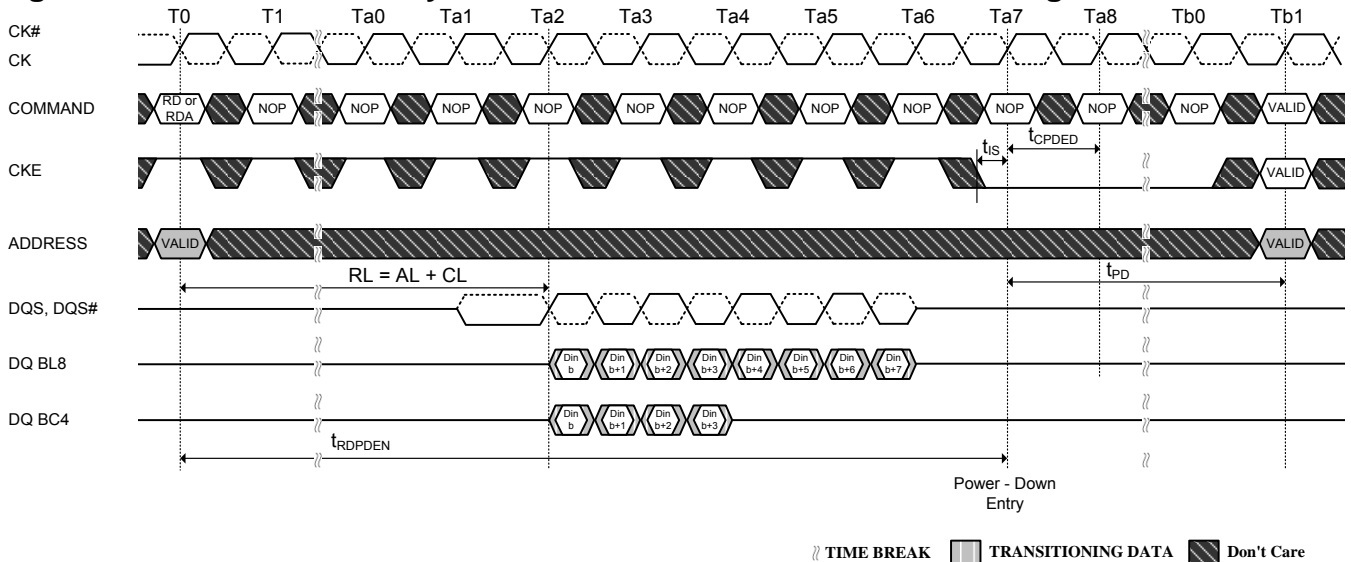 T0 T1 Ta0 Ta1 Ta2 Ta3 Ta4 Ta5 Ta6 Ta7 Ta8 Tb0 Tb1
CK#
CK
COMMAND
RD or
RDA
NOP NOP NOP NOP NOP NOP NOP NOP NOP NOP NOP VALID
tIS
tCPDED
CKE
VALID
ADDRESS
VALID
VALID
RL = AL + CL
tPD
DQS, DQS#
DQ BL8
Din Din Din Din Din Din Din Din
b b+1 b+2 b+3 b+4 b+5 b+6 b+7
DQ BC4
Din Din Din Din
b b+1 b+2 b+3
tRDPDEN
Power - Down
Entry
TIME BREAK TRANSITIONING DATA Don't Care